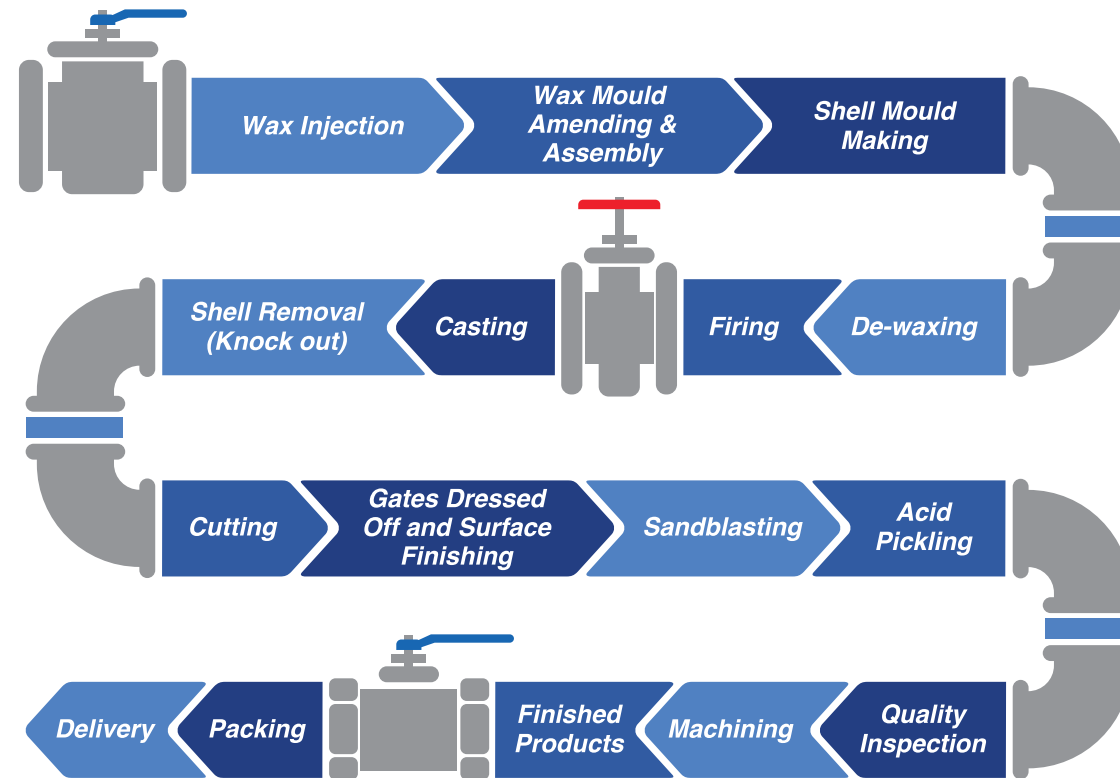 Wax Injection
Wax Mould
Amending &
Assembly
Shell Mould
Making
De-waxing
Firing
Casting
Shell Removal
(Knock out)
Cutting
Gates Dressed
Off and Surface
Finishing
Sandblasting
Acid
Pickling
Quality
Inspection
Machining
Finished
Products
Packing
Delivery